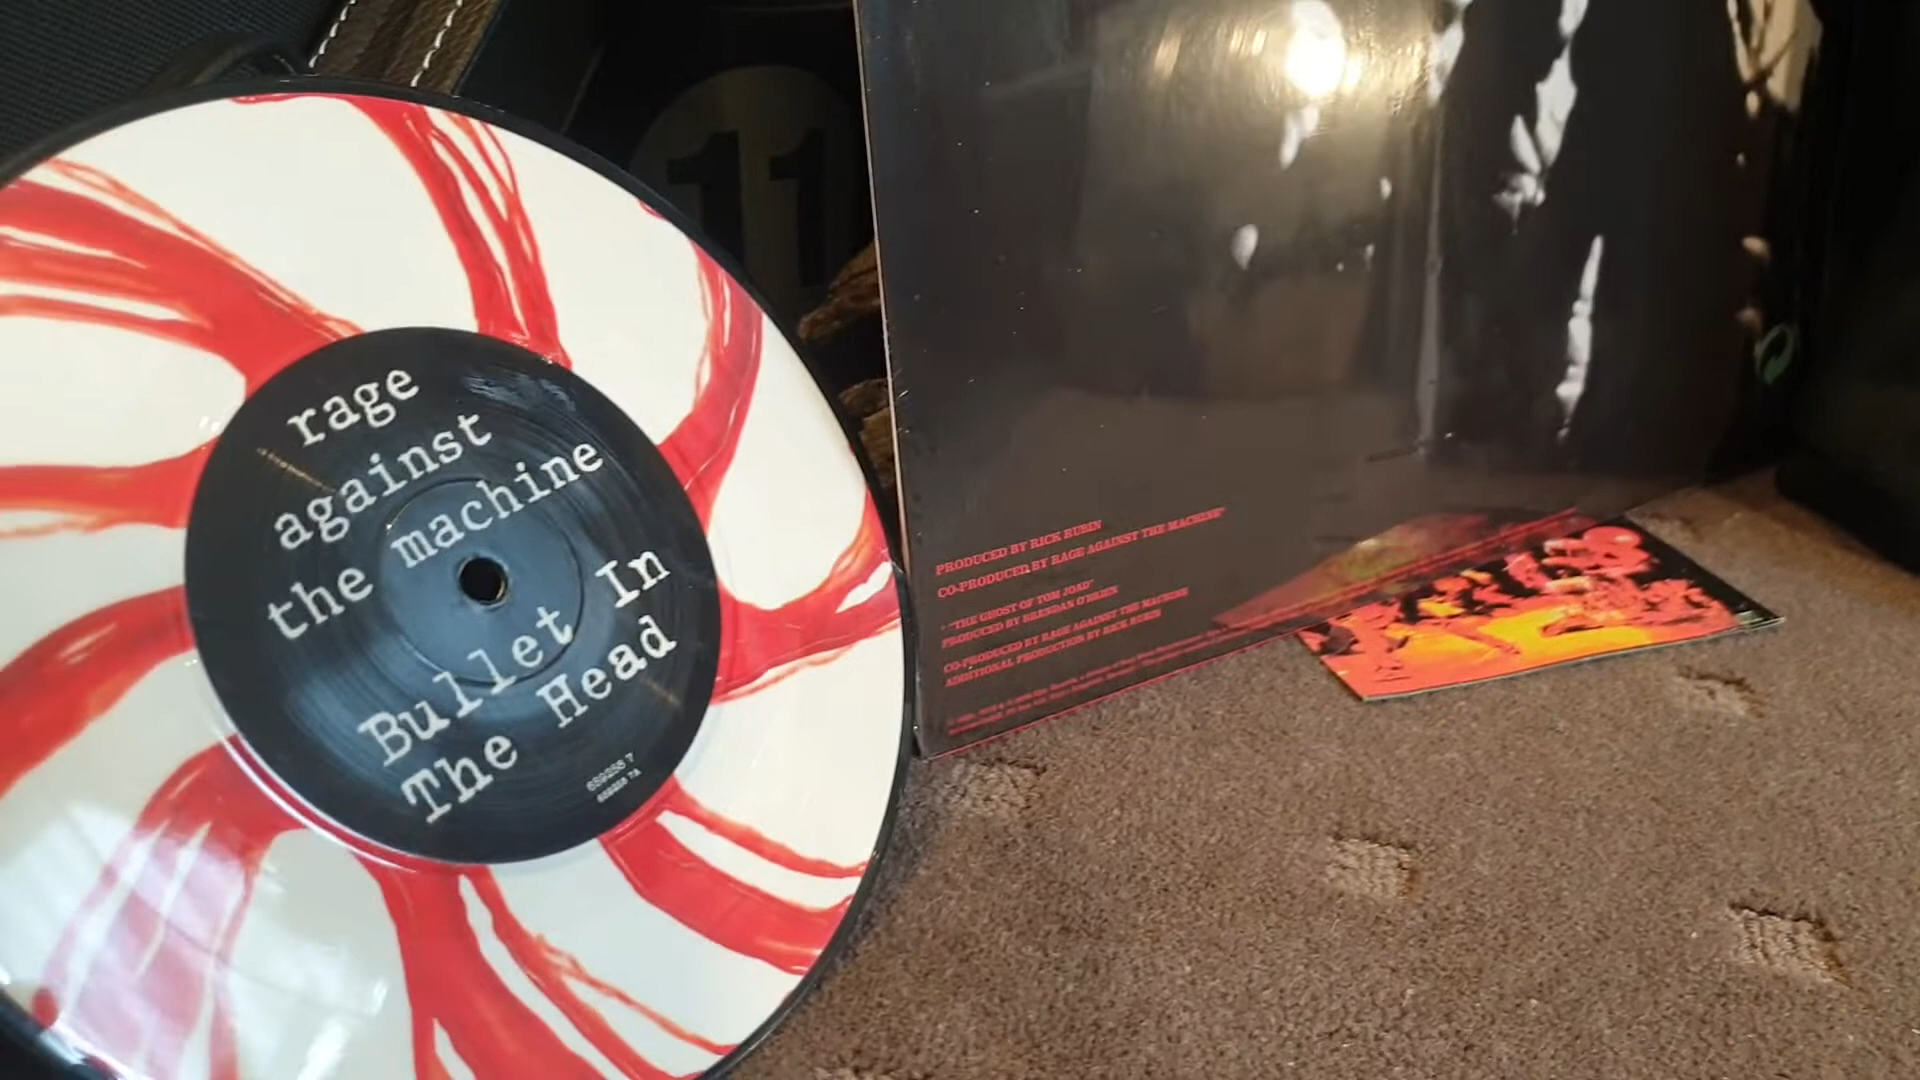 rage
against
the machine
Bullet In
The Head
659258 7
11
PRODUCED BY RICK RUBIN
CO-PRODUCED BY RAGE AGAINST THE MACHINE*
* "THE GHOST OF TOM JOAD"
PRODUCED BY BRENDAN O'BRIEN
CO-PRODUCED BY RAGE AGAINST THE MACHINE
ADDITIONAL PRODUCTION BY RICK RUBIN